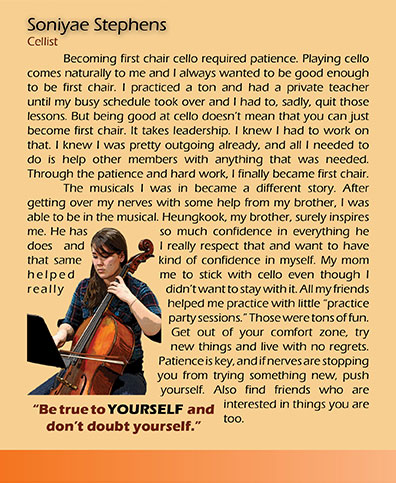 Soniyae Stephens
Cellist
Becoming first chair cello required patience. Playing cello
comes naturally to me and I always wanted to be good enough
to be first chair. I practiced a ton and had a private teacher
until my busy schedule took over and I had to, sadly, quit those
lessons. But being good at cello doesn't mean that you can just
become first chair. It takes leadership. I knew I had to work on
that. I knew I was pretty outgoing already, and all I needed to
do is help other members with anything that was needed.
Through the patience and hard work, I finally became first chair.
The musicals I was in became a different story. After
getting over my nerves with some help from my brother, I was
able to be in the musical. Heungkook, my brother, surely inspires
me. He has so much confidence in everything he
does and I really respect that and want to have
that same kind of confidence in myself. My mom
helped me to stick with cello even though I
really didn't want to stay with it. All my friends
helped me practice with little "practice
party sessions." Those were tons of fun.
Get out of your comfort zone, try
new things and live with no regrets.
Patience is key, and if nerves are stopping
you from trying something new, push
yourself. Also find friends who are
interested in things you are
too.
"Be true to YOURSELF and
don't doubt yourself."